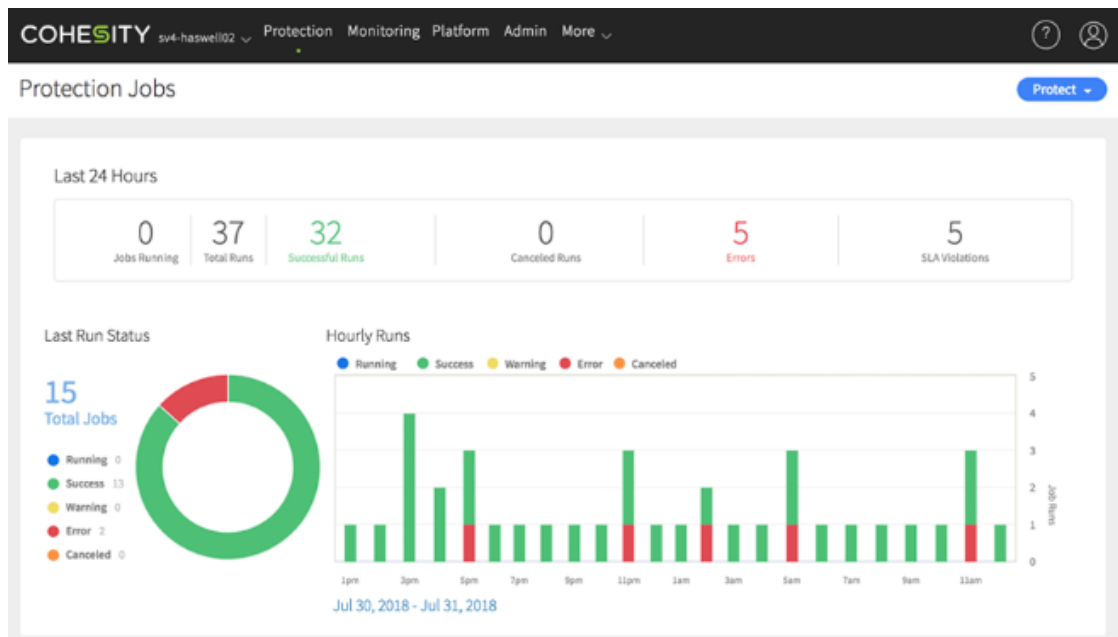 COHESITY sv4-haswell02 Protection Monitoring Platform Admin More
?
Protection Jobs
Protect
Last 24 Hours
0 37 32 0 5 5
Jobs Running Total Runs Successful Runs Canceled Runs Errors SLA Violations
Last Run Status
15
Total Jobs
Running 0
Success 13
Warning 0
Error 2
Canceled 0
Hourly Runs
Running Success Warning Error Canceled
5
4
3
2
1
0
Job Runs
1pm 3pm 5pm 7pm 9pm 11pm 1am 3am 5am 7am 9am 11am
Jul 30, 2018 - Jul 31, 2018